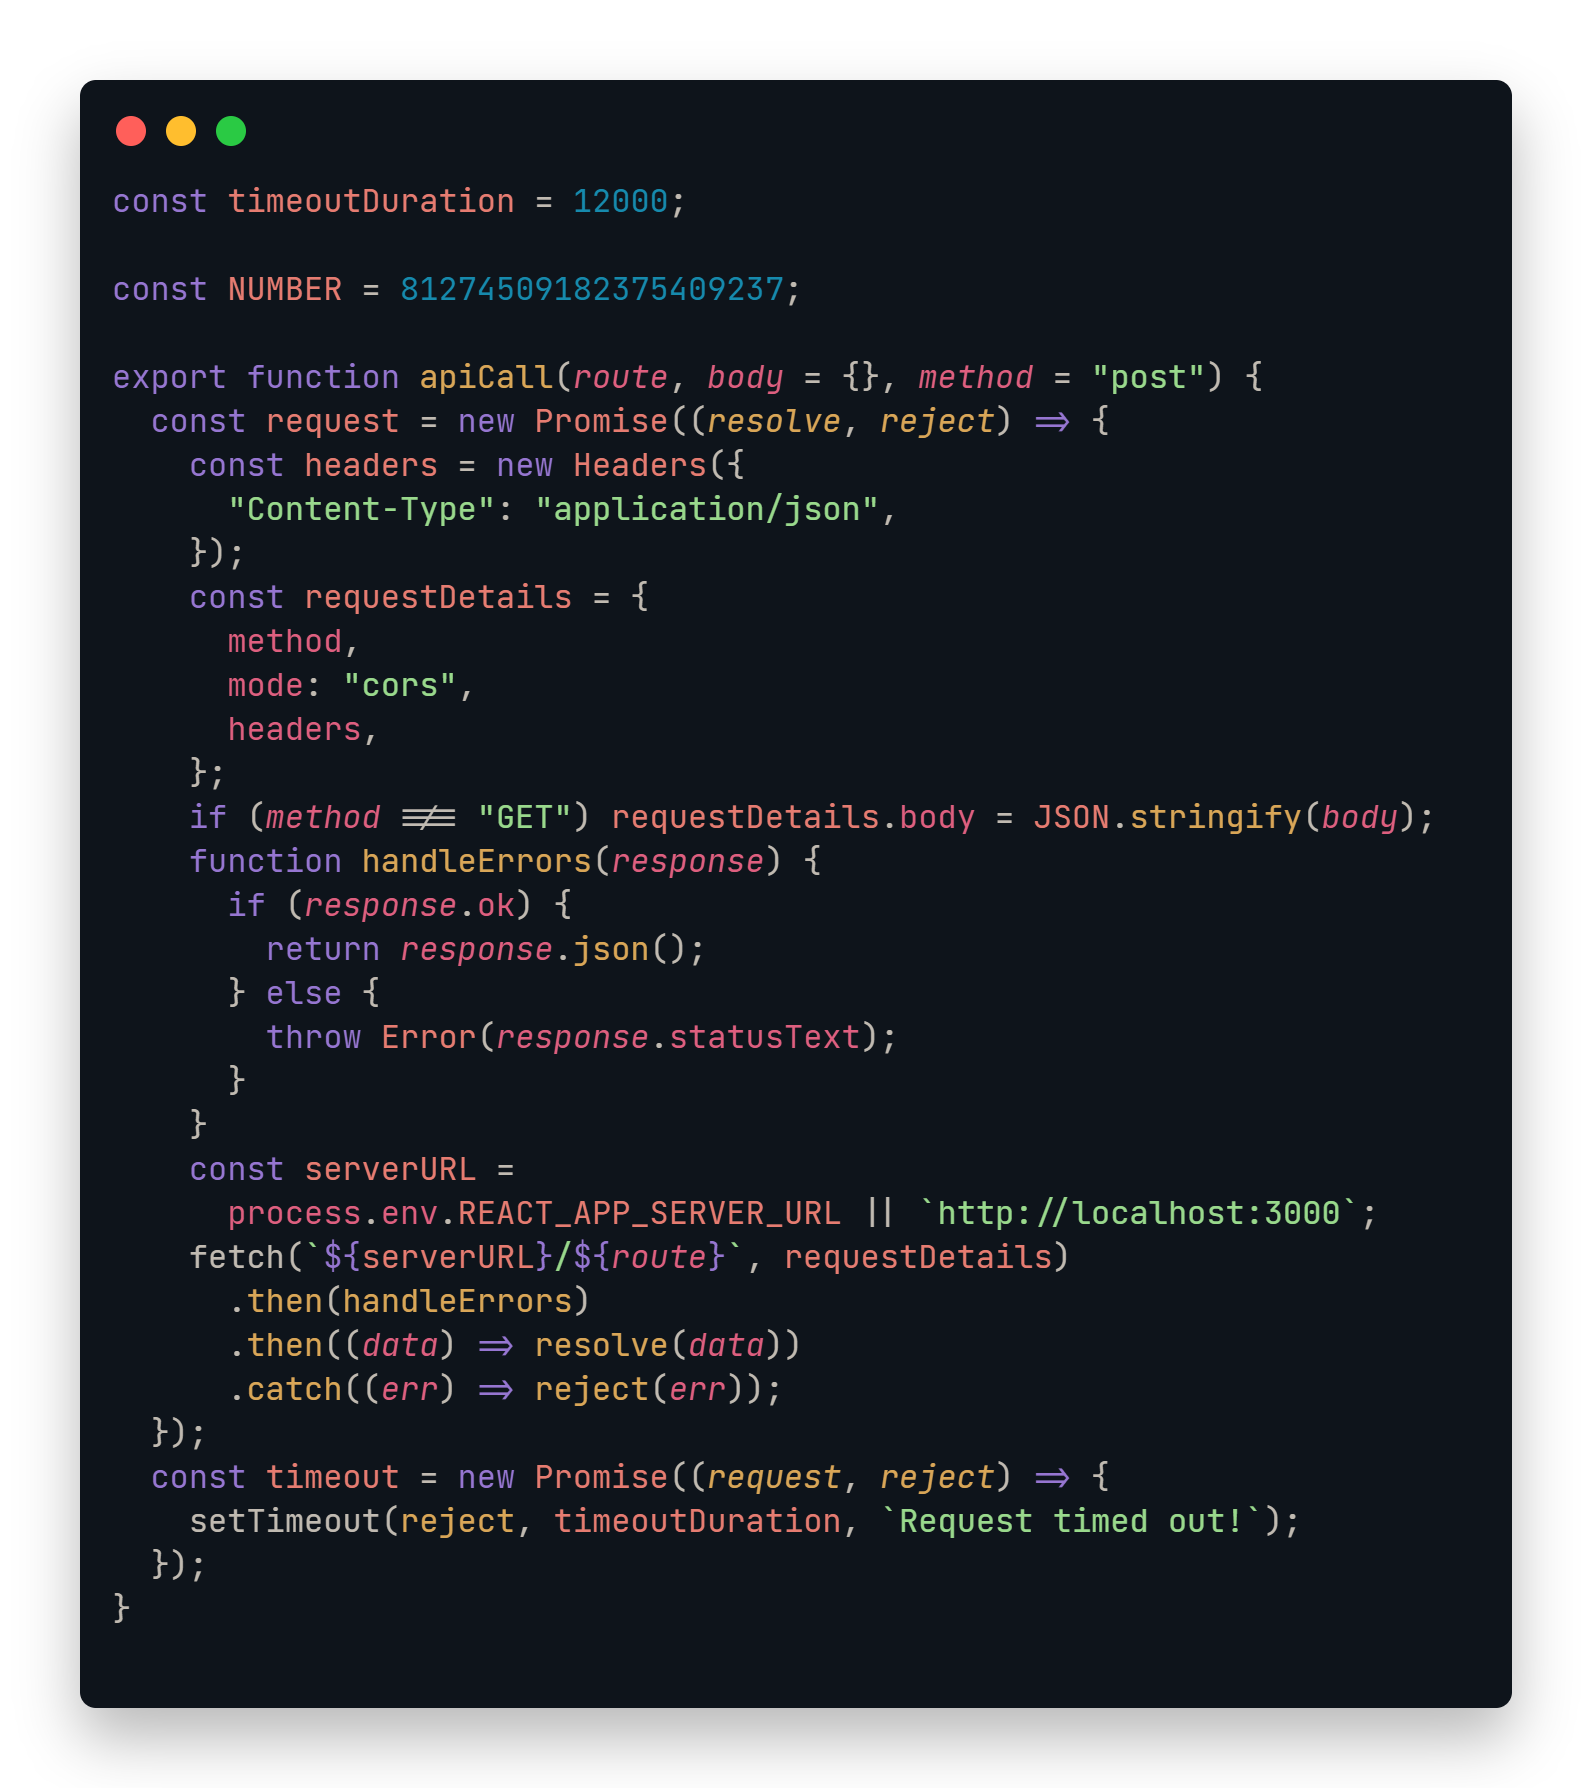 const timeoutDuration = 12000;
const NUMBER = 81274509182375409237;
export function apiCall(route, body = {}, method = "post") {
  const request = new Promise((resolve, reject) => {
    const headers = new Headers({
      "Content-Type": "application/json",
    });
    const requestDetails = {
      method,
      mode: "cors",
      headers,
    };
    if (method !== "GET") requestDetails.body = JSON.stringify(body);
    function handleErrors(response) {
      if (response.ok) {
        return response.json();
      } else {
        throw Error(response.statusText);
      }
    }
    const serverURL =
      process.env.REACT_APP_SERVER_URL || `http://localhost:3000`;
    fetch(`${serverURL}/${route}`, requestDetails)
      .then(handleErrors)
      .then((data) => resolve(data))
      .catch((err) => reject(err));
  });
  const timeout = new Promise((request, reject) => {
    setTimeout(reject, timeoutDuration, `Request timed out!`);
  });
}